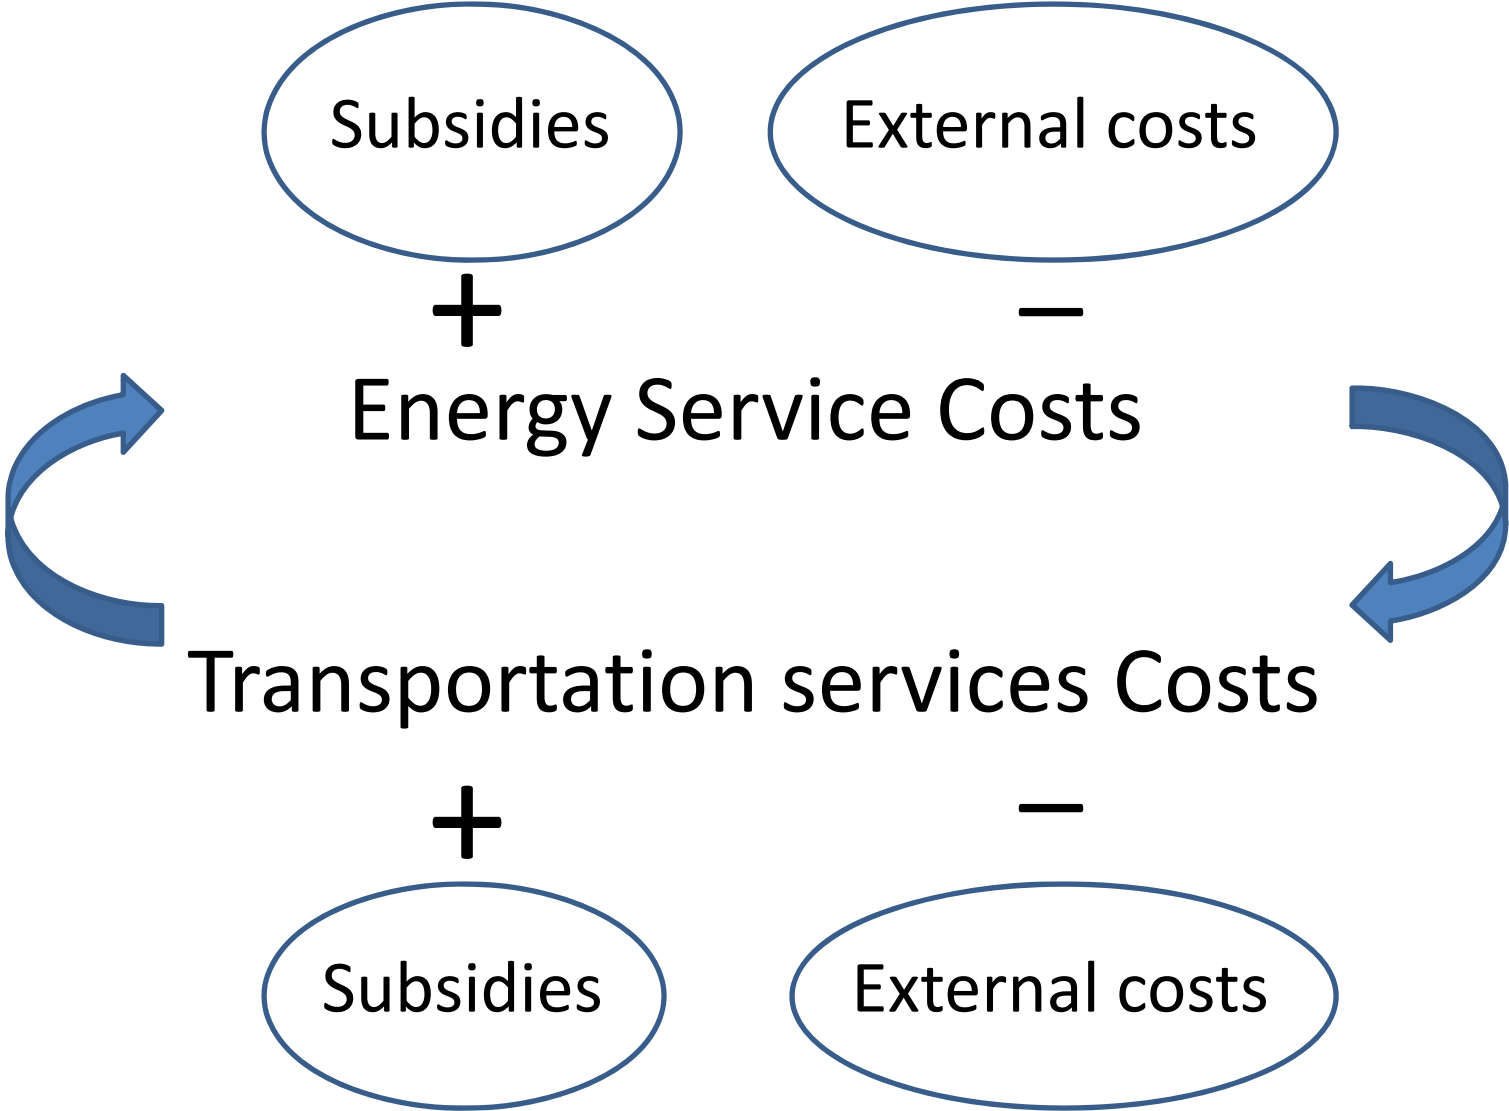 Subsidies External costs
+ –
Energy Service Costs
Transportation services Costs
+ –
Subsidies External costs